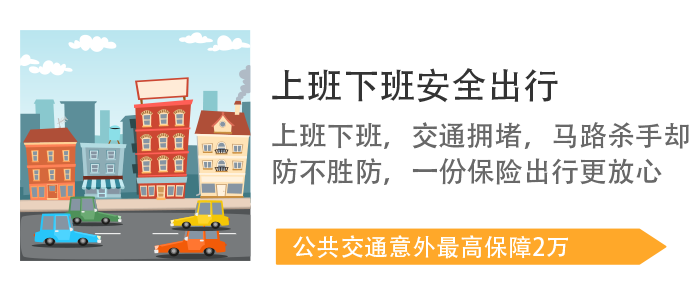 上班下班安全出行
上班下班，交通拥堵，马路杀手却
防不胜防，一份保险出行更放心
公共交通意外最高保障2万